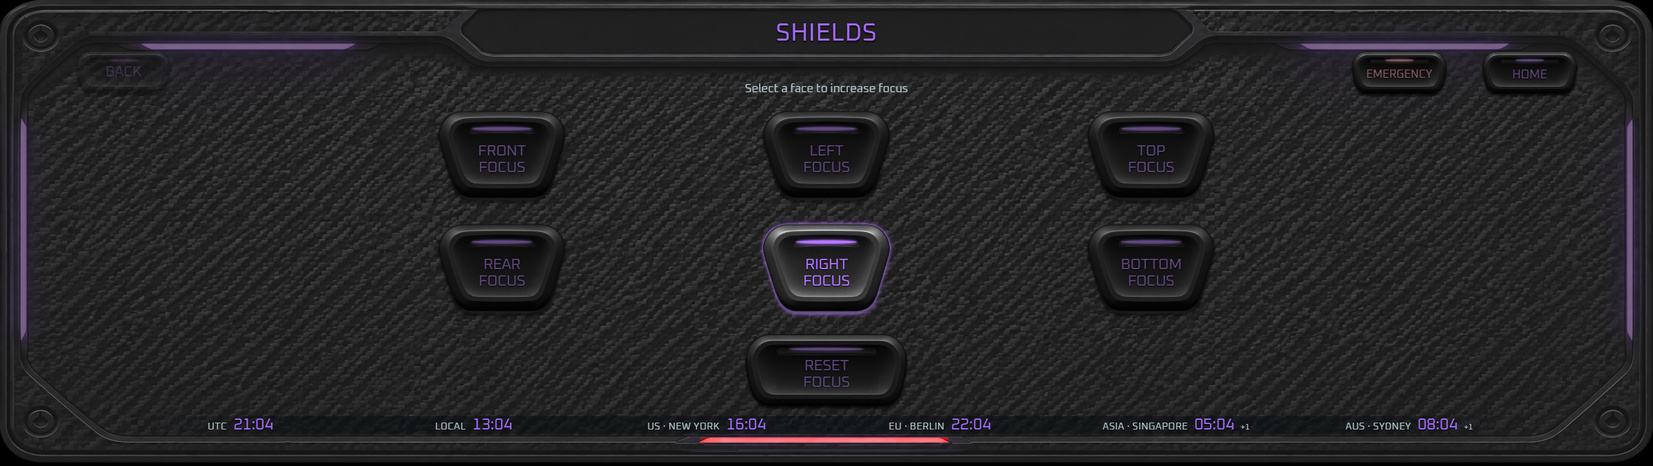 SHIELDS
BACK
EMERGENCY
HOME
Select a face to increase focus
FRONT
FOCUS
LEFT
FOCUS
TOP
FOCUS
REAR
FOCUS
RIGHT
FOCUS
BOTTOM
FOCUS
RESET
FOCUS
UTC 21:04
LOCAL 13:04
US · NEW YORK 16:04
EU · BERLIN 22:04
ASIA · SINGAPORE 05:04 +1
AUS · SYDNEY 08:04 +1